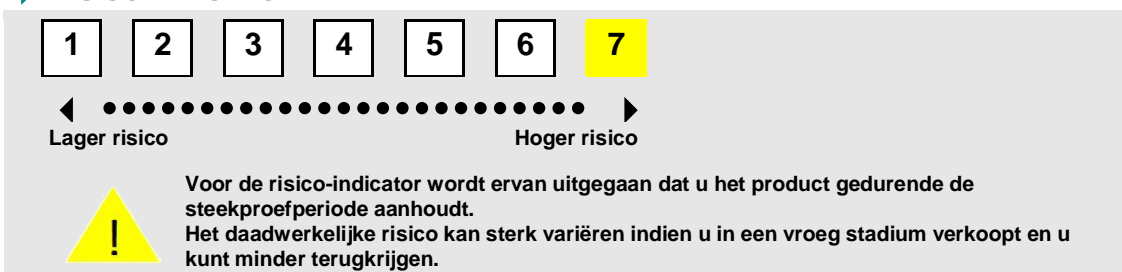 1 2 3 4 5 6 7
Lager risico Hoger risico
!
Voor de risico-indicator wordt ervan uitgegaan dat u het product gedurende de
steekproefperiode aanhoudt.
Het daadwerkelijke risico kan sterk variëren indien u in een vroeg stadium verkoopt en u
kunt minder terugkrijgen.